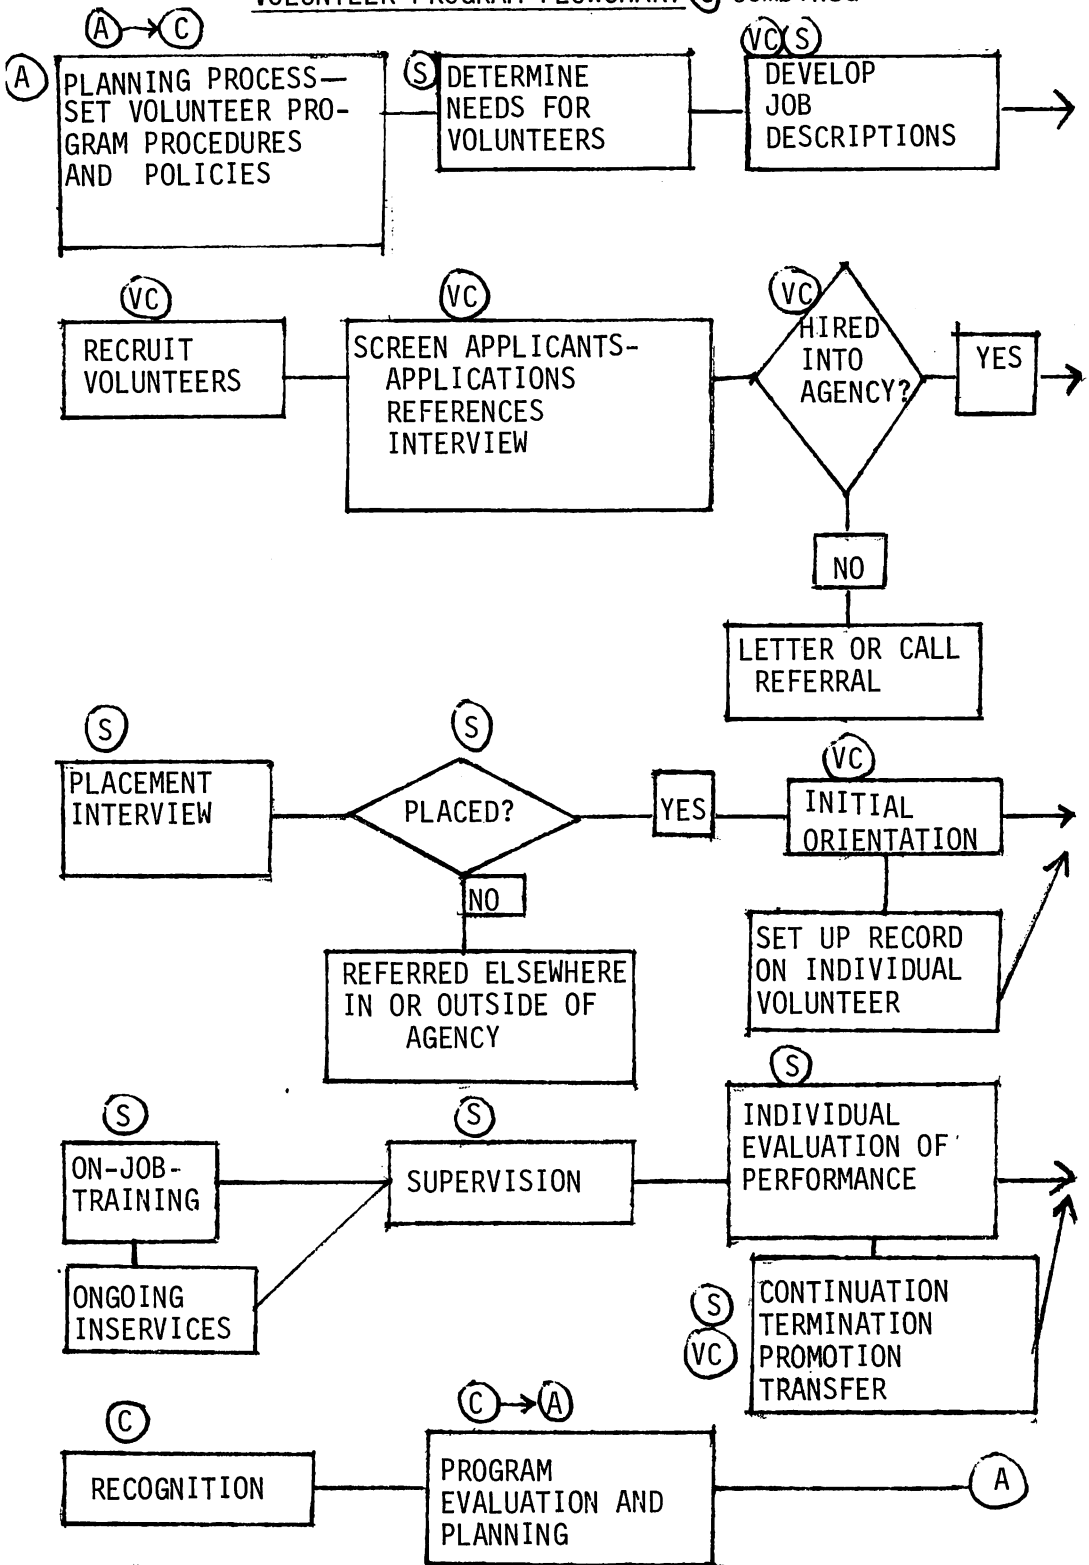 VOLUNTEER PROGRAM FLOWCHART C Combined
A → C
A
PLANNING PROCESS—
SET VOLUNTEER PRO-
GRAM PROCEDURES
AND POLICIES
S
DETERMINE
NEEDS FOR
VOLUNTEERS
VC S
DEVELOP
JOB
DESCRIPTIONS
VC
RECRUIT
VOLUNTEERS
VC
SCREEN APPLICANTS-
APPLICATIONS
REFERENCES
INTERVIEW
VC
HIRED
INTO
AGENCY?
YES
NO
LETTER OR CALL
REFERRAL
S
PLACEMENT
INTERVIEW
S
PLACED?
YES
NO
REFERRED ELSEWHERE
IN OR OUTSIDE OF
AGENCY
VC
INITIAL
ORIENTATION
SET UP RECORD
ON INDIVIDUAL
VOLUNTEER
S
ON-JOB-
TRAINING
ONGOING
INSERVICES
S
SUPERVISION
S
INDIVIDUAL
EVALUATION OF
PERFORMANCE
S
VC
CONTINUATION
TERMINATION
PROMOTION
TRANSFER
C
RECOGNITION
C → A
PROGRAM
EVALUATION AND
PLANNING
A